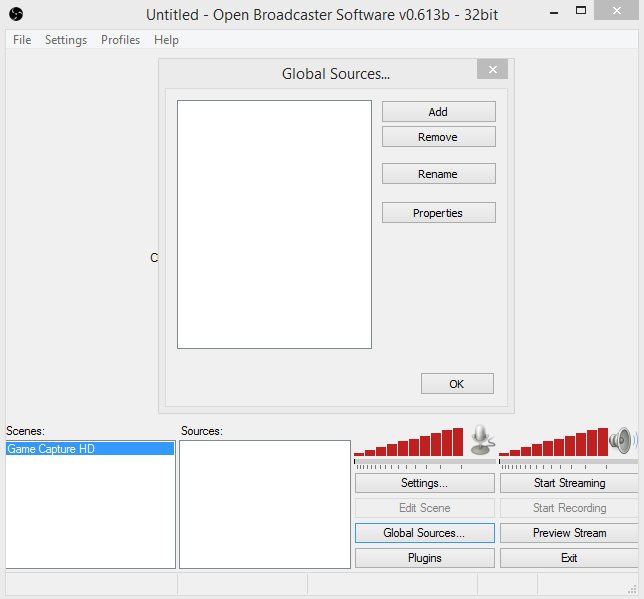 Untitled - Open Broadcaster Software v0.613b - 32bit
File Settings Profiles Help
Global Sources...
Add
Remove
Rename
Properties
OK
Scenes:
Sources:
Game Capture HD
Settings...
Start Streaming
Edit Scene
Start Recording
Global Sources...
Preview Stream
Plugins
Exit